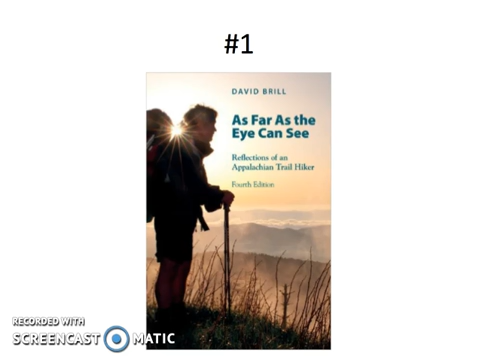 #1
DAVID BRILL
As Far As the
Eye Can See
Reflections of an
Appalachian Trail Hiker
Fourth Edition
RECORDED WITH
SCREENCAST MATIC